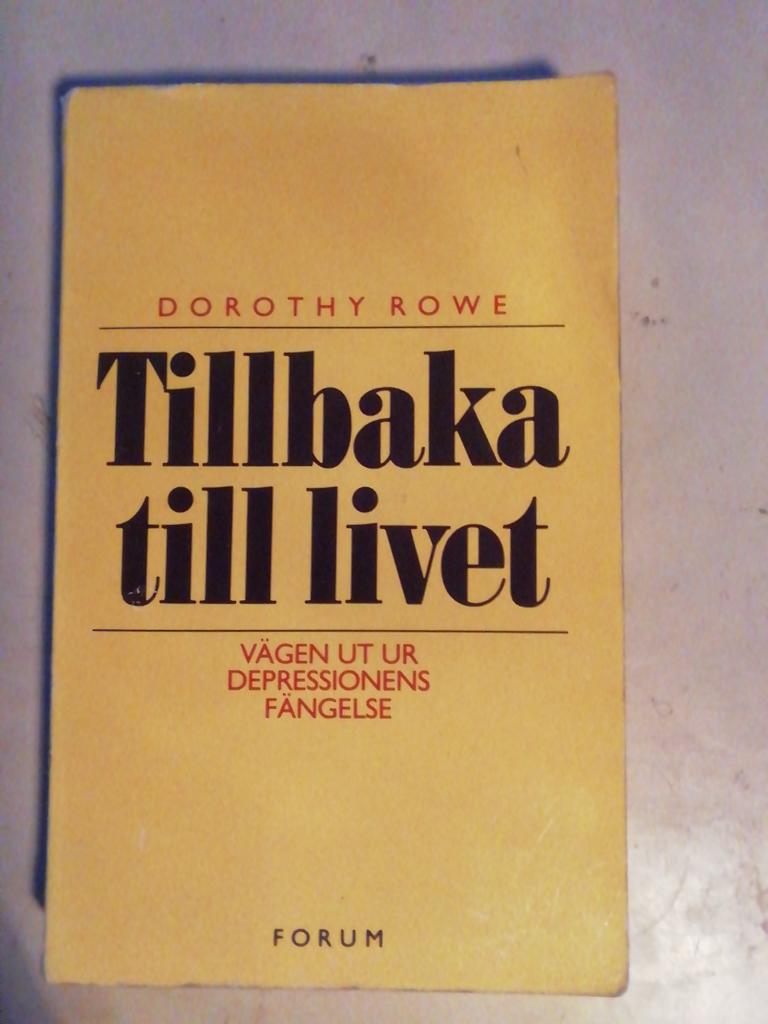 DOROTHY ROWE
Tillbaka
till livet
VÄGEN UT UR
DEPRESSIONENS
FÄNGELSE
FORUM